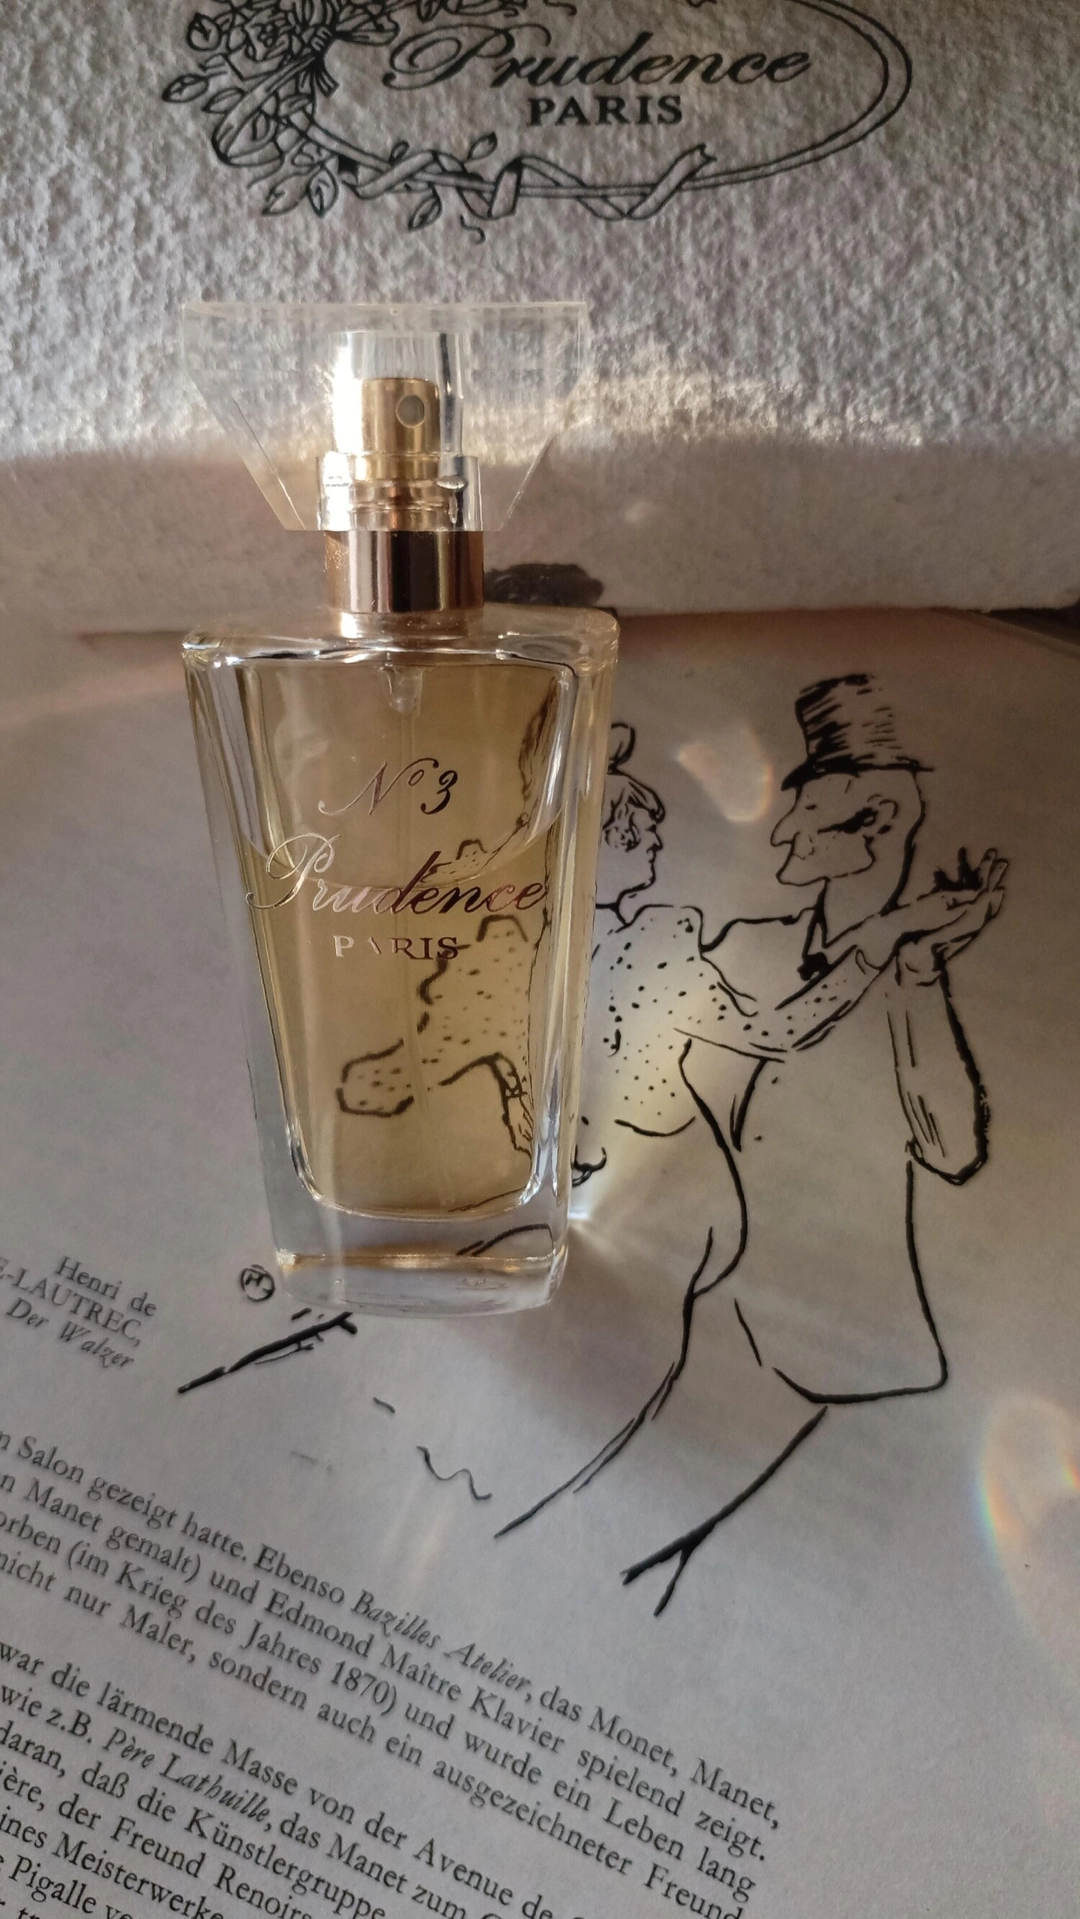 Prudence
PARIS
Nº 3
Prudence
PARIS
Henri de
E-LAUTREC,
Der Walzer
n Salon gezeigt hatte. Ebenso Bazilles Atelier, das Monet, Manet,
n Manet gemalt) und Edmond Maître Klavier spielend zeigt.
orben (im Krieg des Jahres 1870) und wurde ein Leben lang
nicht nur Maler, sondern auch ein ausgezeichneter Freund
war die lärmende Masse von der Avenue de
wie z.B. Père Lathuille, das Manet zum
daran, daß die Künstlergruppe
ière, der Freund Renoirs
ines Meisterwerke
Pigalle